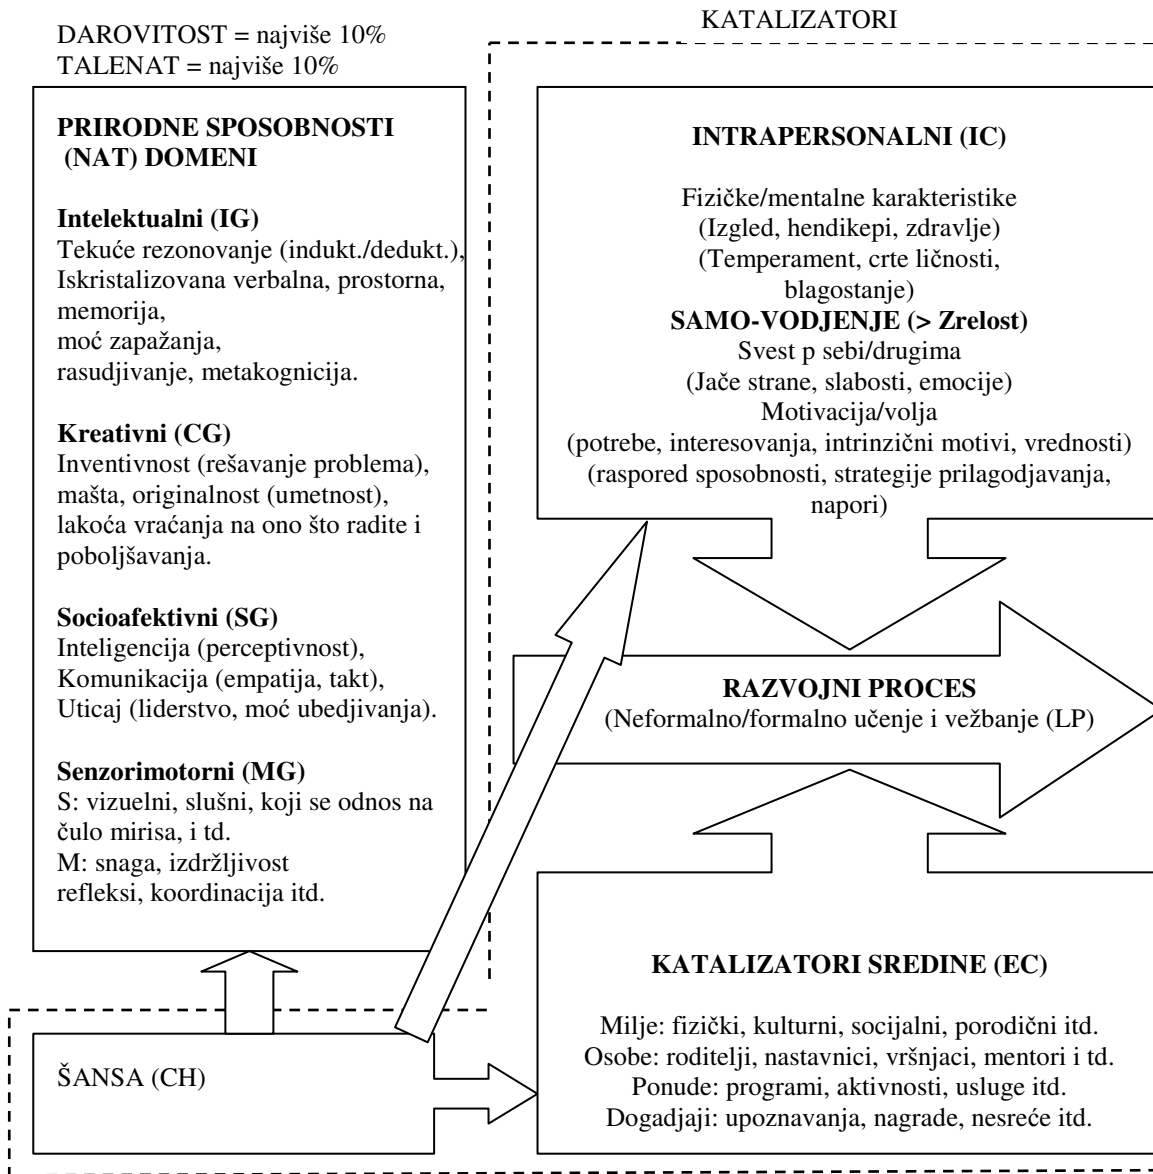 DAROVITOST = najviše 10%
TALENAT = najviše 10%
PRIRODNE SPOSOBNOSTI
(NAT) DOMENI
Intelektualni (IG)
Tekuće rezonovanje (indukt./dedukt.),
Iskristalizovana verbalna, prostorna,
memorija,
moć zapažanja,
rasudjivanje, metakognicija.
Kreativni (CG)
Inventivnost (rešavanje problema),
mašta, originalnost (umetnost),
lakoća vraćanja na ono što radite i
poboljšavanja.
Socioafektivni (SG)
Inteligencija (perceptivnost),
Komunikacija (empatija, takt),
Uticaj (liderstvo, moć ubedjivanja).
Senzorimotorni (MG)
S: vizuelni, slušni, koji se odnos na
čulo mirisa, i td.
M: snaga, izdržljivost
refleksi, koordinacija itd.
ŠANSA (CH)
KATALIZATORI
INTRAPERSONALNI (IC)
Fizičke/mentalne karakteristike
(Izgled, hendikepi, zdravlje)
(Temperament, crte ličnosti,
blagostanje)
SAMO-VODJENJE (> Zrelost)
Svest p sebi/drugima
(Jače strane, slabosti, emocije)
Motivacija/volja
(potrebe, interesovanja, intrinzični motivi, vrednosti)
(raspored sposobnosti, strategije prilagodjavanja,
napori)
RAZVOJNI PROCES
(Neformalno/formalno učenje i vežbanje (LP)
KATALIZATORI SREDINE (EC)
Milje: fizički, kulturni, socijalni, porodični itd.
Osobe: roditelji, nastavnici, vršnjaci, mentori i td.
Ponude: programi, aktivnosti, usluge itd.
Dogadjaji: upoznavanja, nagrade, nesreće itd.